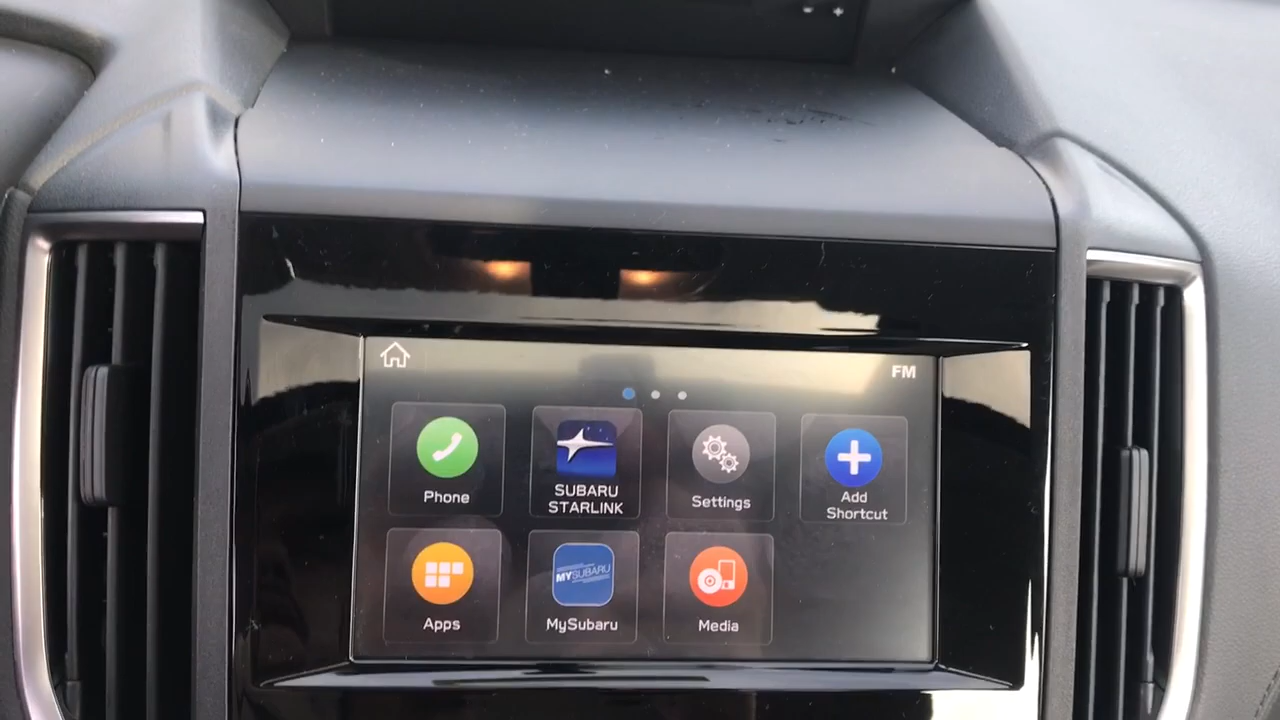 FM
Phone
SUBARU
STARLINK
Settings
Add
Shortcut
Apps
MYSUBARU
MySubaru
Media